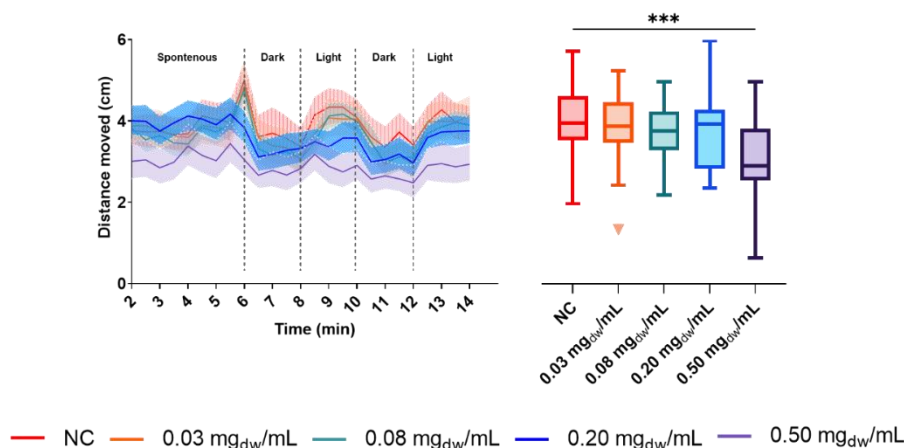 ***
6
4
2
0
Distance moved (cm)
Spontenous
Dark
Light
Dark
Light
2 3 4 5 6 7 8 9 10 11 12 13 14
Time (min)
NC
0.03 mgdw/mL
0.08 mgdw/mL
0.20 mgdw/mL
0.50 mgdw/mL
NC 0.03 mgdw/mL 0.08 mgdw/mL 0.20 mgdw/mL 0.50 mgdw/mL